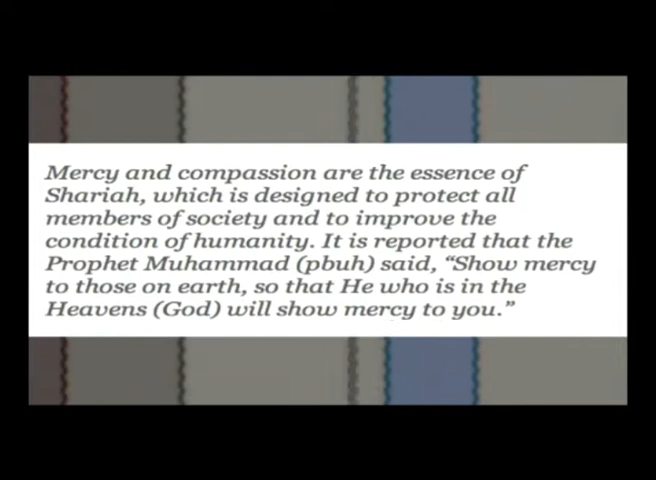 Mercy and compassion are the essence of
Shariah, which is designed to protect all
members of society and to improve the
condition of humanity. It is reported that the
Prophet Muhammad (pbuh) said, “Show mercy
to those on earth, so that He who is in the
Heavens (God) will show mercy to you.”